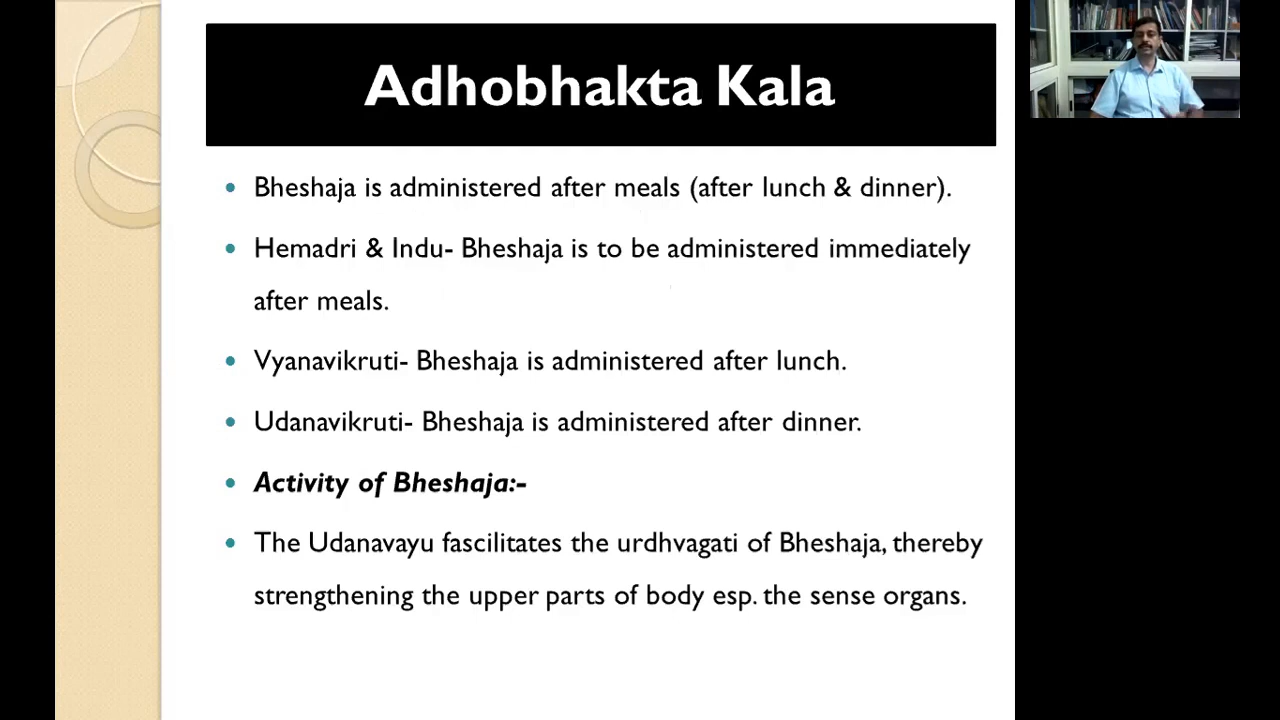 Adhobhakta Kala
• Bheshaja is administered after meals (after lunch & dinner).
• Hemadri & Indu- Bheshaja is to be administered immediately
after meals.
• Vyanavikruti- Bheshaja is administered after lunch.
• Udanavikruti- Bheshaja is administered after dinner.
• Activity of Bheshaja:-
• The Udanavayu fascilitates the urdhvagati of Bheshaja, thereby
strengthening the upper parts of body esp. the sense organs.